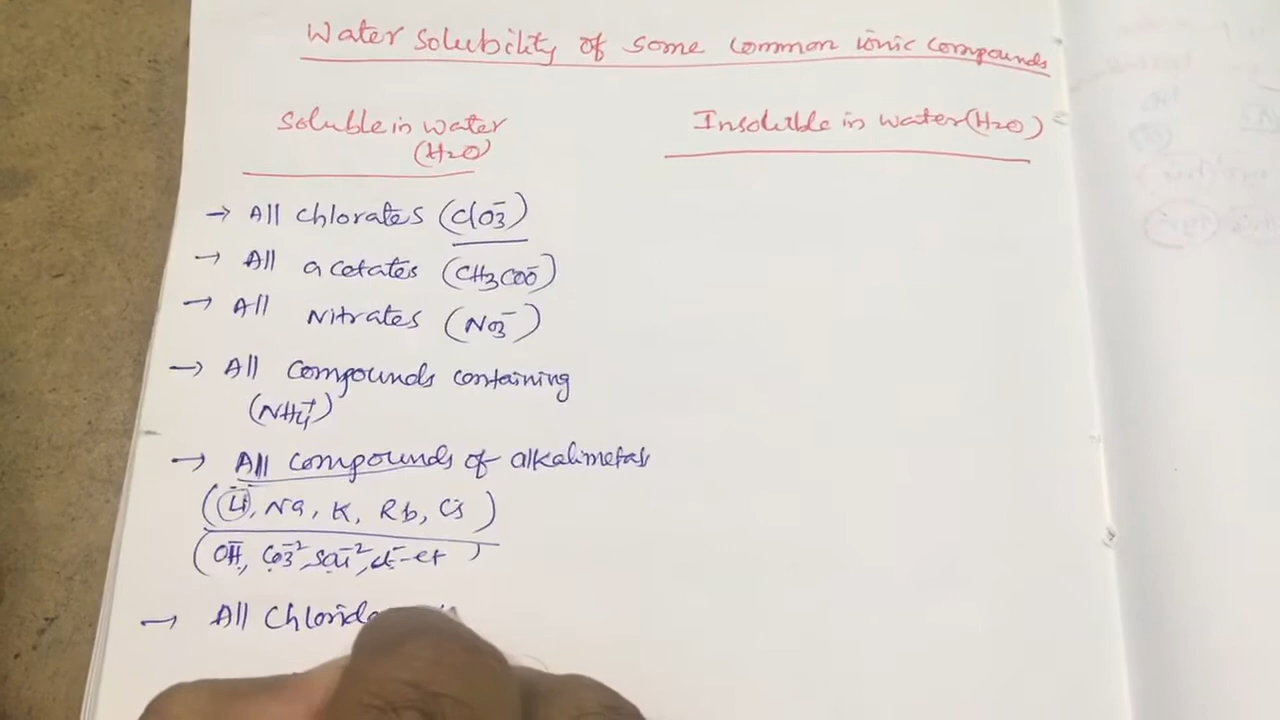 Water solubility of some common ionic compounds
Soluble in water
(H2O)
Insoluble in water (H2O)
→ All chlorates (ClO3⁻)
→ All acetates (CH3COO⁻)
→ All Nitrates (NO3⁻)
→ All compounds containing
(NH4⁺)
→ All compounds of alkalimetals
(Li, Na, K, Rb, Cs)
(OH⁻, CO3⁻², SO4⁻², Cl⁻ et)
→ All Chlorid